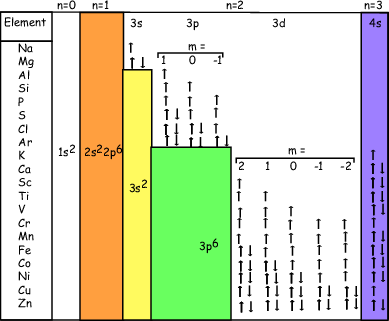 n=0 n=1 n=2 n=3
Element 3s 3p 3d 4s
Na
Mg m =
Al 1 0 -1
Si
P
S
Cl
Ar
K 1s² 2s²2p⁶ m =
Ca 2 1 0 -1 -2
Sc 3s²
Ti
V
Cr
Mn
Fe 3p⁶
Co
Ni
Cu
Zn